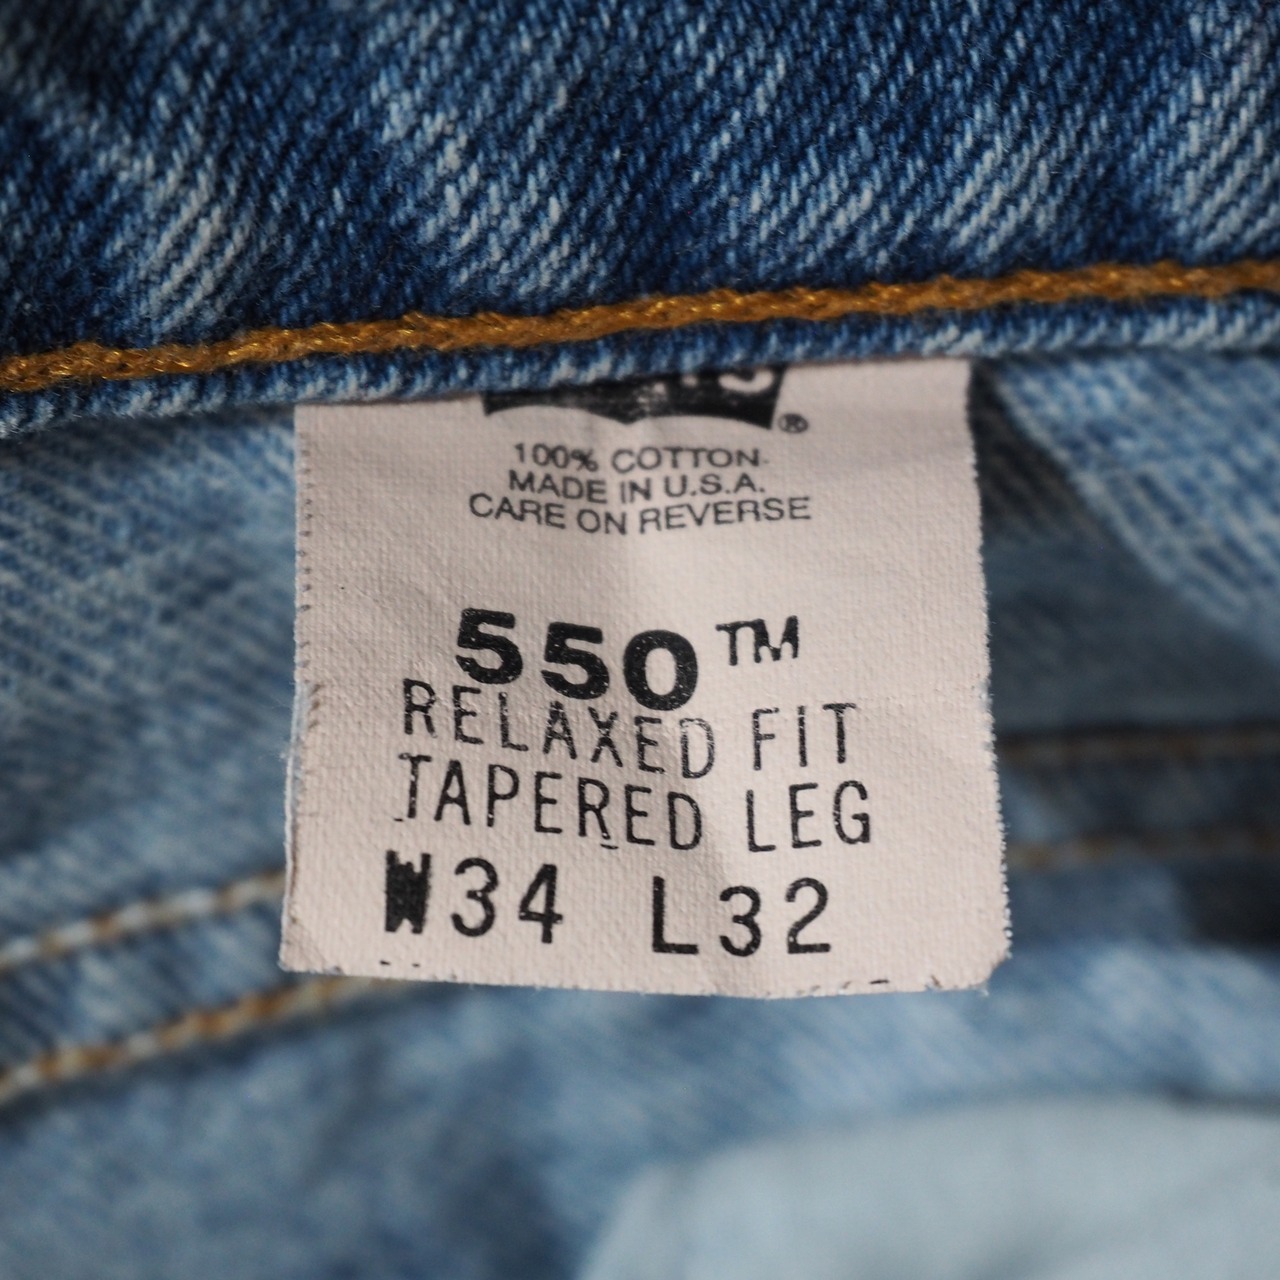 ®
100% COTTON
MADE IN U.S.A.
CARE ON REVERSE
550™
RELAXED FIT
TAPERED LEG
W34 L32